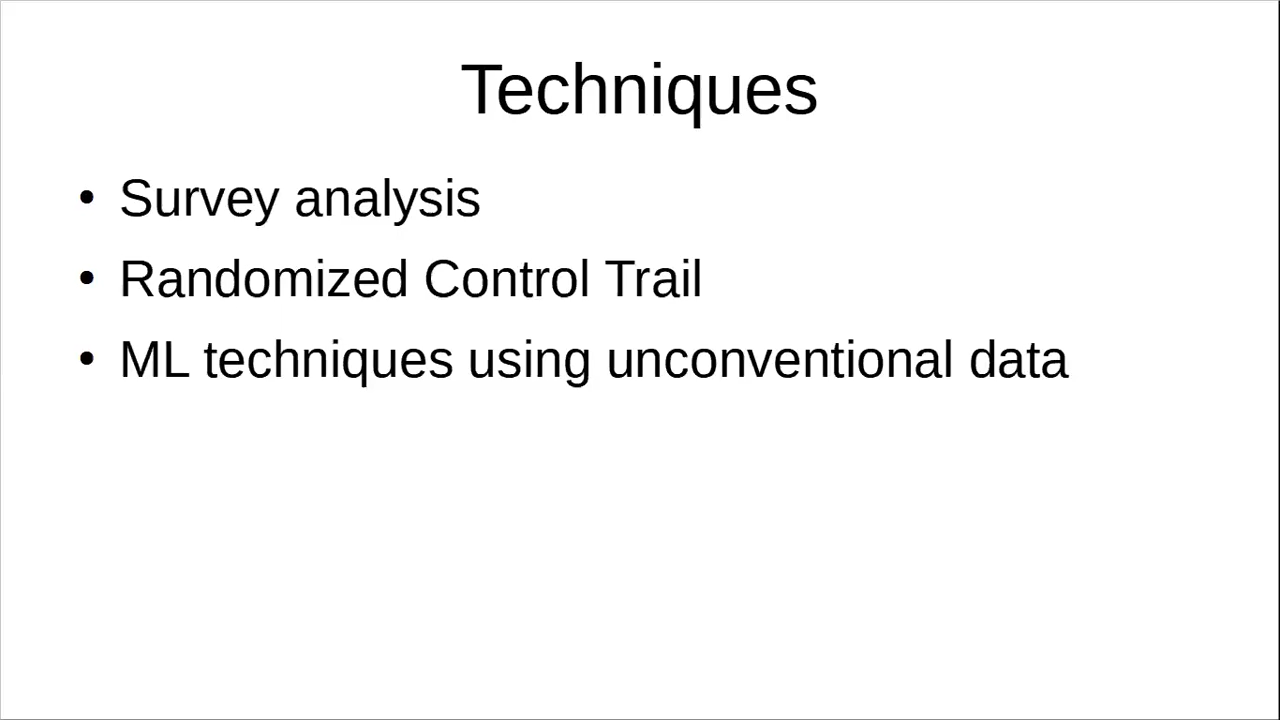 Techniques
• Survey analysis
• Randomized Control Trail
• ML techniques using unconventional data